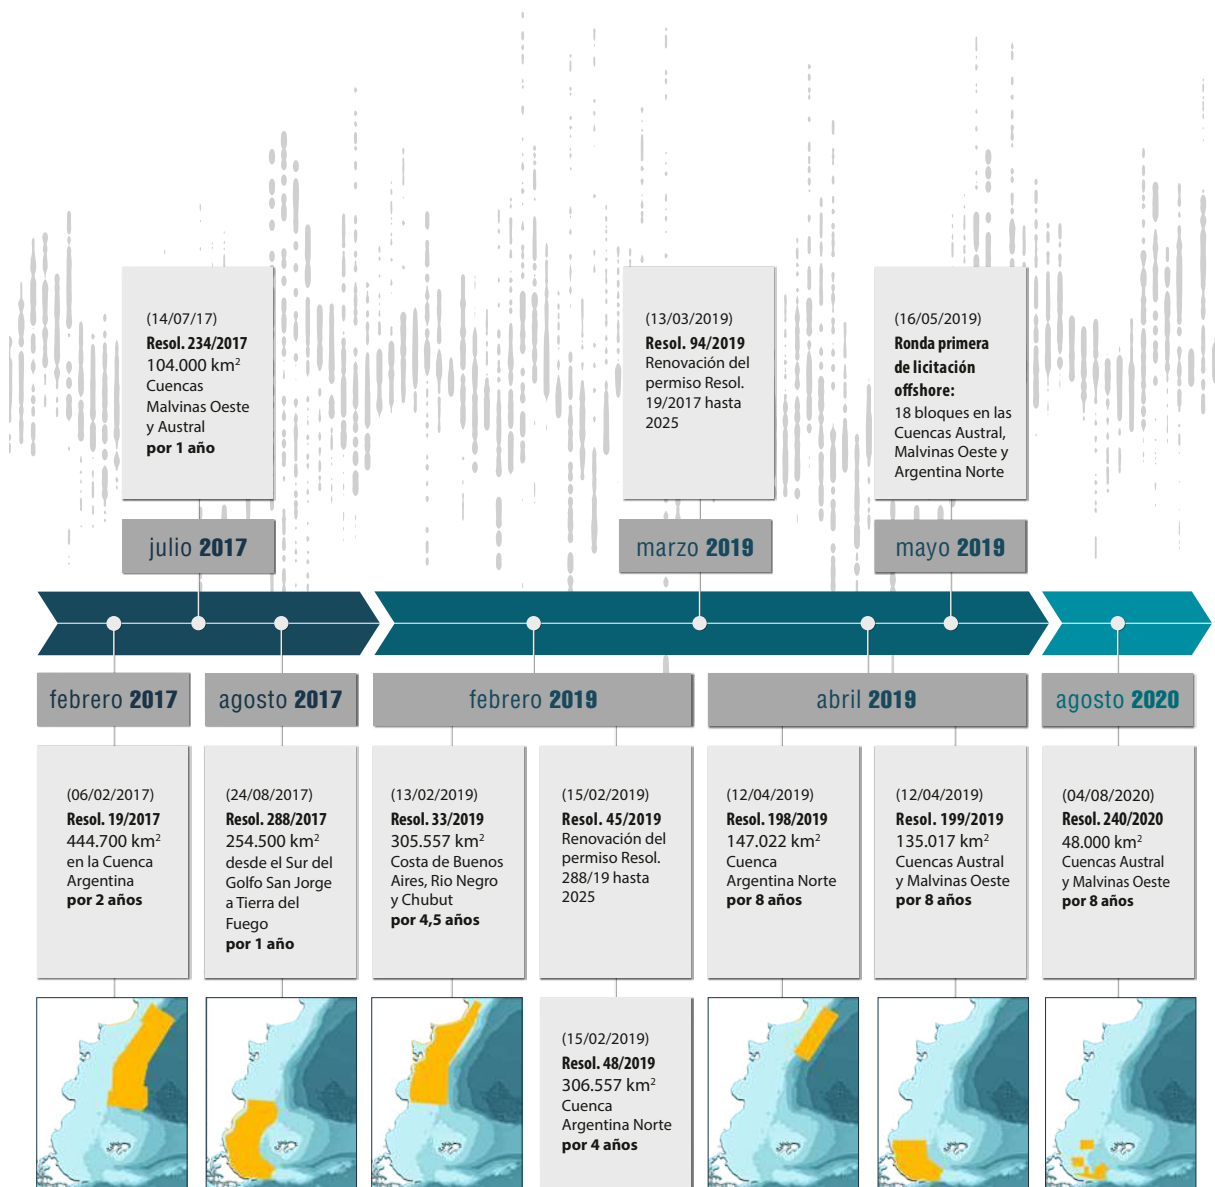 (14/07/17)
Resol. 234/2017
104.000 km²
Cuencas
Malvinas Oeste
y Austral
por 1 año
(13/03/2019)
Resol. 94/2019
Renovación del
permiso Resol.
19/2017 hasta
2025
(16/05/2019)
Ronda primera
de licitación
offshore:
18 bloques en las
Cuencas Austral,
Malvinas Oeste y
Argentina Norte
julio 2017
marzo 2019
mayo 2019
febrero 2017
agosto 2017
febrero 2019
abril 2019
agosto 2020
(06/02/2017)
Resol. 19/2017
444.700 km²
en la Cuenca
Argentina
por 2 años
(24/08/2017)
Resol. 288/2017
254.500 km²
desde el Sur del
Golfo San Jorge
a Tierra del
Fuego
por 1 año
(13/02/2019)
Resol. 33/2019
305.557 km²
Costa de Buenos
Aires, Rio Negro
y Chubut
por 4,5 años
(15/02/2019)
Resol. 45/2019
Renovación del
permiso Resol.
288/19 hasta
2025
(12/04/2019)
Resol. 198/2019
147.022 km²
Cuenca
Argentina Norte
por 8 años
(12/04/2019)
Resol. 199/2019
135.017 km²
Cuencas Austral
y Malvinas Oeste
por 8 años
(04/08/2020)
Resol. 240/2020
48.000 km²
Cuencas Austral
y Malvinas Oeste
por 8 años
(15/02/2019)
Resol. 48/2019
306.557 km²
Cuenca
Argentina Norte
por 4 años